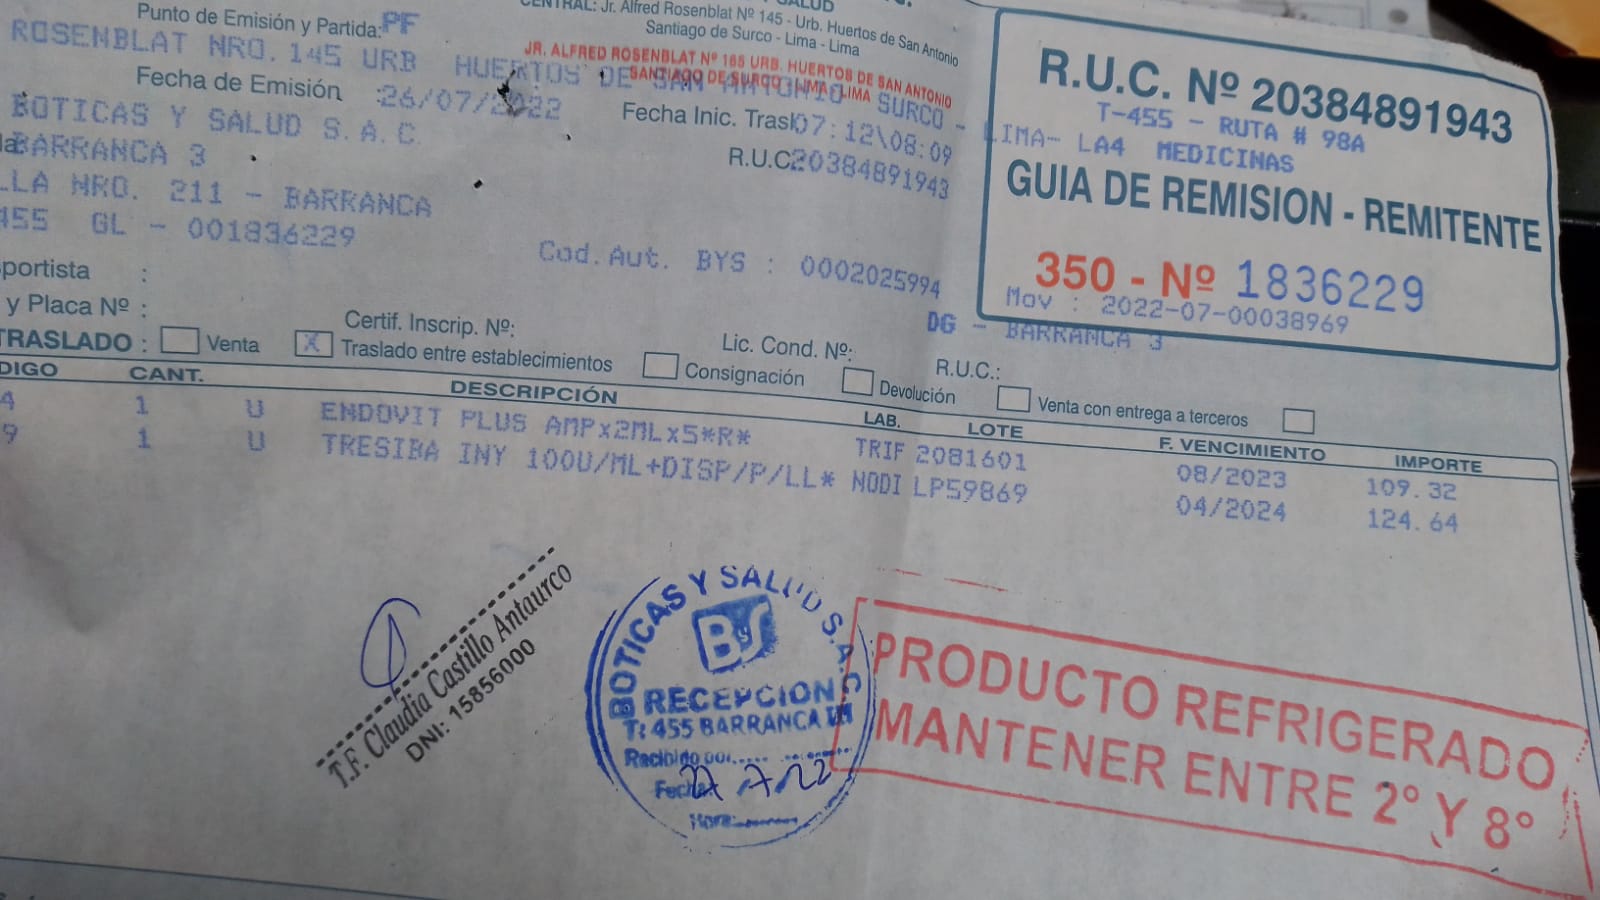 CENTRAL: Jr. Alfred Rosenblat Nº 145 - Urb. Huertos de San Antonio
Santiago de Surco - Lima - Lima
JR. ALFRED ROSENBLAT Nº 165 URB. HUERTOS DE SAN ANTONIO
SANTIAGO DE SURCO - LIMA - LIMA
Punto de Emisión y Partida: PF
ROSENBLAT NRO. 145 URB HUERTOS DE SAN ANTONIO SURCO - LIMA- LA4 MEDICINAS
Fecha de Emisión : 26/07/2022
Fecha Inic. Trasl 07:12\08:09
BOTICAS Y SALUD S.A.C.
R.U.C. 20384891943
BARRANCA 3
LLA NRO. 211 - BARRANCA
455 GL - 001836229
Cod.Aut. BYS : 0002025994
R.U.C. Nº 20384891943
T-455 - RUTA # 98A
GUIA DE REMISION - REMITENTE
350 - Nº 1836229
Mov : 2022-07-00038969
DG - BARRANCA 3
portista :
y Placa Nº :
Certif. Inscrip. Nº:
Lic. Cond. Nº:
R.U.C.:
TRASLADO : Venta X Traslado entre establecimientos Consignación Devolución Venta con entrega a terceros
DIGO CANT. DESCRIPCIÓN LAB. LOTE F. VENCIMIENTO IMPORTE
4 1 U ENDOVIT PLUS AMPx2MLx5*R* TRIF 2081601 08/2023 109.32
9 1 U TRESIBA INY 100U/ML+DISP/P/LL* NODI LP59869 04/2024 124.64
T.F. Claudia Castillo Antaurco
DNI: 15856000
BOTICAS Y SALUD S.A.C.
BYS
RECEPCION
T: 455 BARRANCA III
Recibido por:
Fecha: 27 7 22
Hora:
PRODUCTO REFRIGERADO
MANTENER ENTRE 2° Y 8°